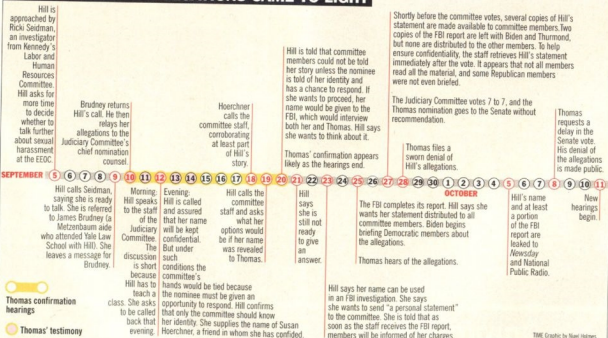 Hill is
approached by
Ricki Seidman,
an investigator
from Kennedy's
Labor and
Human
Resources
Committee.
Hill asks for
more time
to decide
whether to
talk further
about sexual
harassment
at the EEOC.
Brudney returns
Hill's call. He then
relays her
allegations to the
Judiciary Committee's
chief nomination
counsel.
Hoerchner
calls the
committee staff,
corroborating
at least part
of Hill's
story.
Hill is told that committee
members could not be told
her story unless the nominee
is told of her identity and
has a chance to respond. If
she wants to proceed, her
name would be given to the
FBI, which would interview
both her and Thomas. Hill says
she wants to think about it.
Thomas' confirmation appears
likely as the hearings end.
Shortly before the committee votes, several copies of Hill's
statement are made available to committee members. Two
copies of the FBI report are left with Biden and Thurmond,
but none are distributed to the other members. To help
ensure confidentiality, the staff retrieves Hill's statement
immediately after the vote. It appears that not all members
read all the material, and some Republican members
were not even briefed.
The Judiciary Committee votes 7 to 7, and the
Thomas nomination goes to the Senate without
recommendation.
Thomas files a
sworn denial of
Hill's allegations.
Thomas
requests a
delay in the
Senate vote.
His denial of
the allegations
is made public.
SEPTEMBER 5 6 7 8 9 10 11 12 13 14 15 16 17 18 19 20 21 22 23 24 25 26 27 28 29 30 1 2 3 4 5 6 7 8 9 10 11
OCTOBER
Hill calls Seidman,
saying she is ready
to talk. She is referred
to James Brudney (a
Metzenbaum aide
who attended Yale Law
School with Hill). She
leaves a message for
Brudney.
Morning:
Hill speaks
to the staff
of the
Judiciary
Committee.
The
discussion
is short
because
Hill has to
teach a
class. She asks
to be called
back that
evening.
Evening:
Hill is called
and assured
that her name
will be kept
confidential.
But under
such
conditions the
committee's
hands would be tied because
the nominee must be given an
opportunity to respond. Hill confirms
that only the committee should know
her identity. She supplies the name of Susan
Hoerchner, a friend in whom she has confided.
Hill calls the
committee
staff and asks
what her
options would
be if her name
was revealed
to Thomas.
Hill
says
she is
still not
ready
to give
an
answer.
The FBI completes its report. Hill says she
wants her statement distributed to all
committee members. Biden begins
briefing Democratic members about
the allegations.
Thomas hears of the allegations.
Hill says her name can be used
in an FBI investigation. She says
she wants to send "a personal statement"
to the committee. She is told that as
soon as the staff receives the FBI report,
members will be informed of her charges.
Hill's name
and at least
a portion
of the FBI
report are
leaked to
Newsday
and National
Public Radio.
New
hearings
begin.
Thomas confirmation
hearings
Thomas' testimony
TIME Graphic by Nigel Holmes